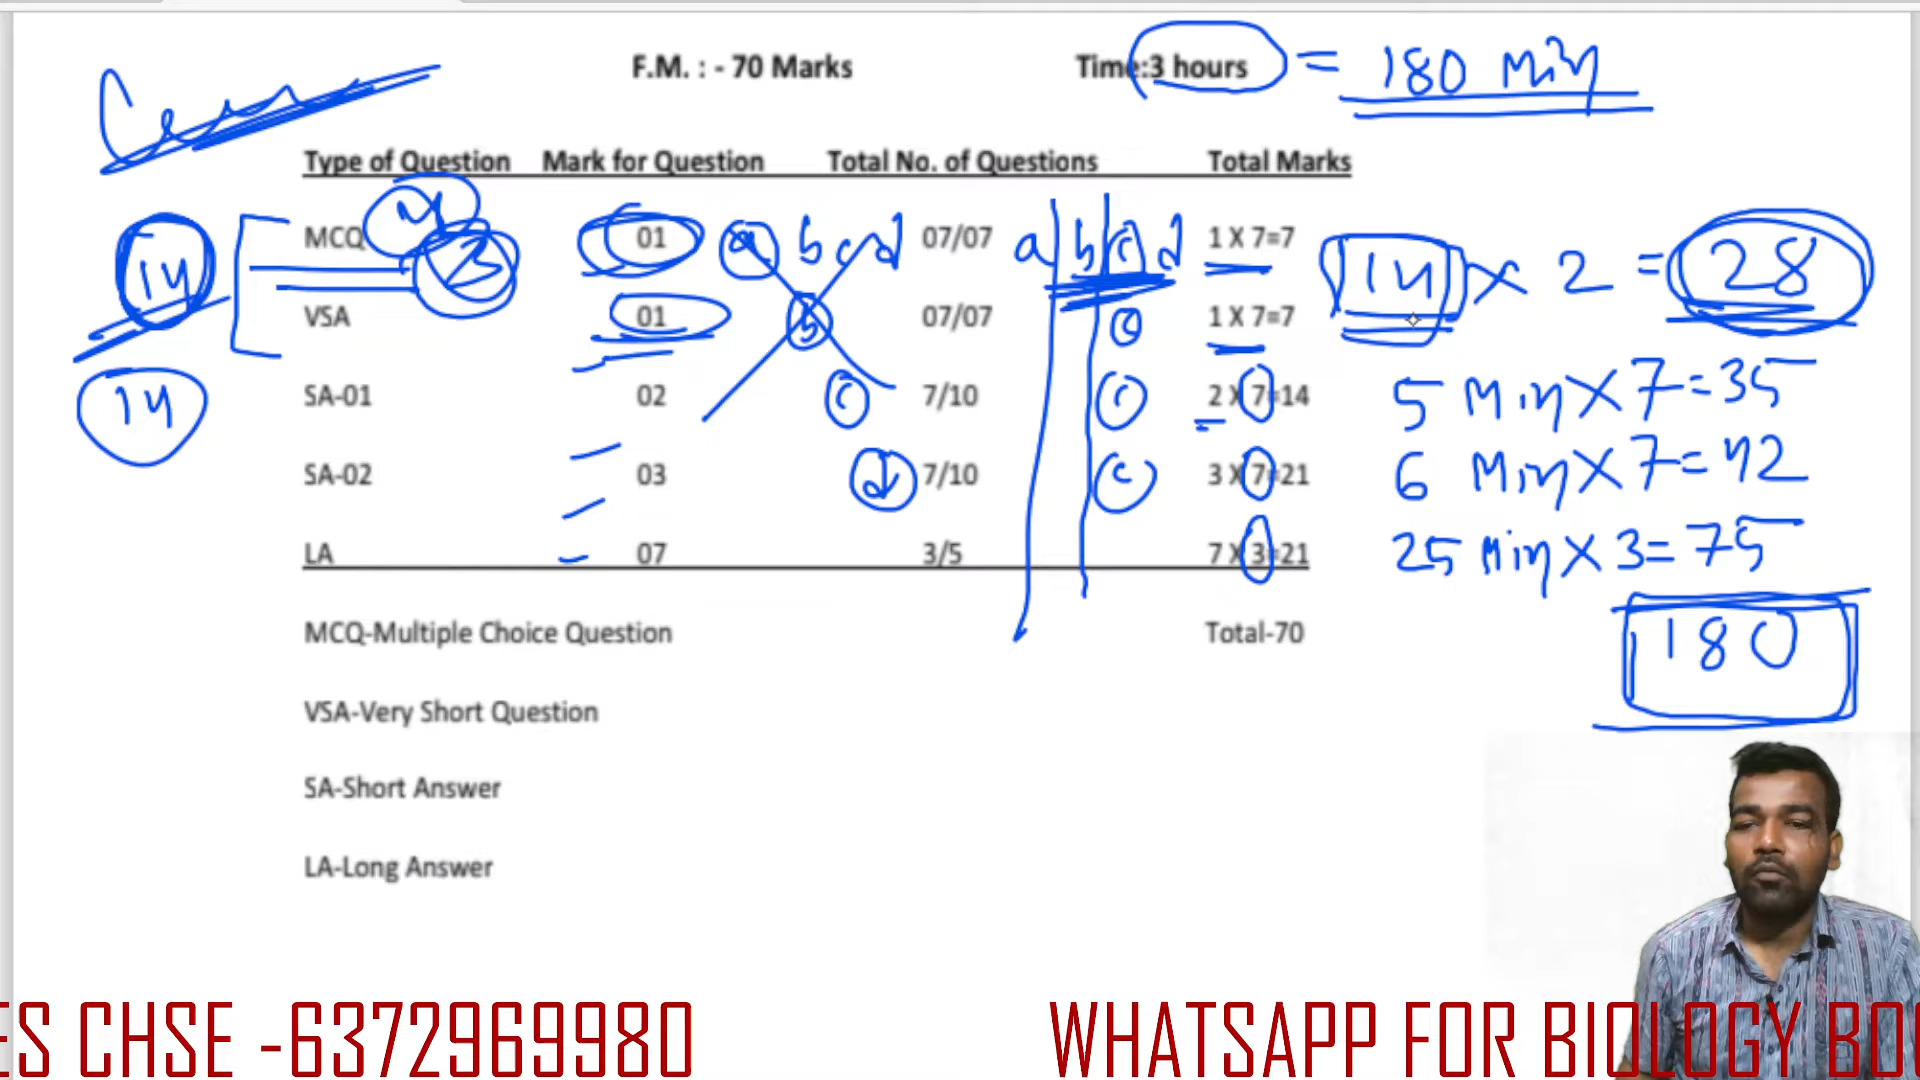 F.M. : - 70 Marks Time:3 hours = 180 Min
Type of Question Mark for Question Total No. of Questions Total Marks
MCQ 01 a b c d 07/07 a b c d 1 X 7=7 14 x 2 = 28
14
VSA 01 b 07/07 c 1 X 7=7
14 SA-01 02 c 7/10 c 2 X 7=14 5 Min x 7=35
SA-02 03 d 7/10 c 3 X 7=21 6 Min x 7=42
LA 07 3/5 7 X 3=21 25 Min x 3=75
MCQ-Multiple Choice Question Total-70 180
VSA-Very Short Question
SA-Short Answer
LA-Long Answer
ES CHSE -6372969980 WHATSAPP FOR BIOLOGY BO